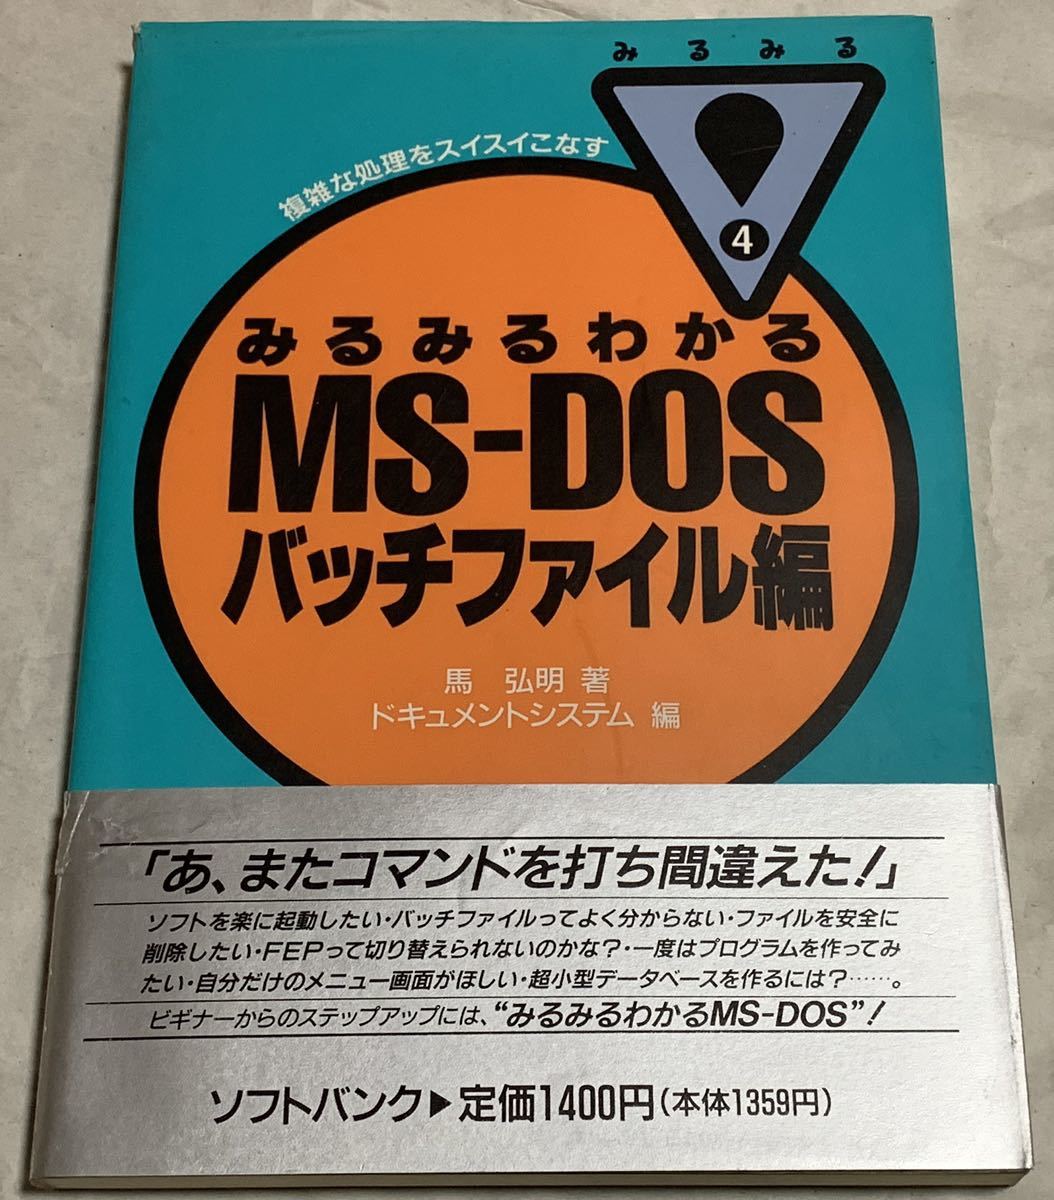 みるみる
複雑な処理をスイスイこなす
4
みるみるわかる
MS-DOS
バッチファイル編
馬 弘明 著
ドキュメントシステム 編
「あ、またコマンドを打ち間違えた!」
ソフトを楽に起動したい・バッチファイルってよく分からない・ファイルを安全に
削除したい・FEPって切り替えられないのかな?・一度はプログラムを作ってみ
たい・自分だけのメニュー画面がほしい・超小型データベースを作るには?……。
ビギナーからのステップアップには、“みるみるわかるMS-DOS”!
ソフトバンク▶定価1400円(本体1359円)